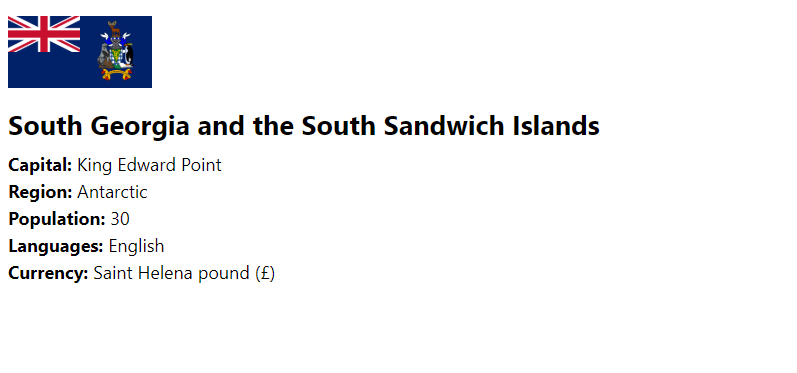 South Georgia and the South Sandwich Islands
Capital: King Edward Point
Region: Antarctic
Population: 30
Languages: English
Currency: Saint Helena pound (£)